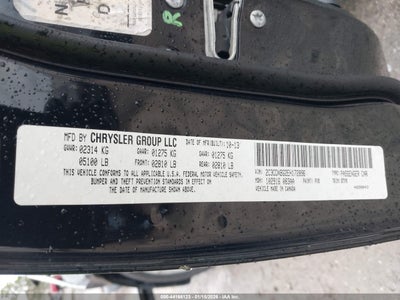 R
D
MFD BY CHRYSLER GROUP LLC
DATE OF MFR(BUILT): 10-13
GVWR: 02314 KG GAWR: 01275 KG GAWR: 01275 KG
05100 LB FRONT: 02810 LB REAR: 02810 LB
THIS VEHICLE CONFORMS TO ALL APPLICABLE U.S.A. FEDERAL MOTOR VEHICLE SAFETY,
BUMPER AND THEFT PREVENTION STANDARDS IN EFFECT ON
THE DATE OF MANUFACTURE SHOWN ABOVE.
TYPE: PASSENGER CAR
MADE IN CANADA